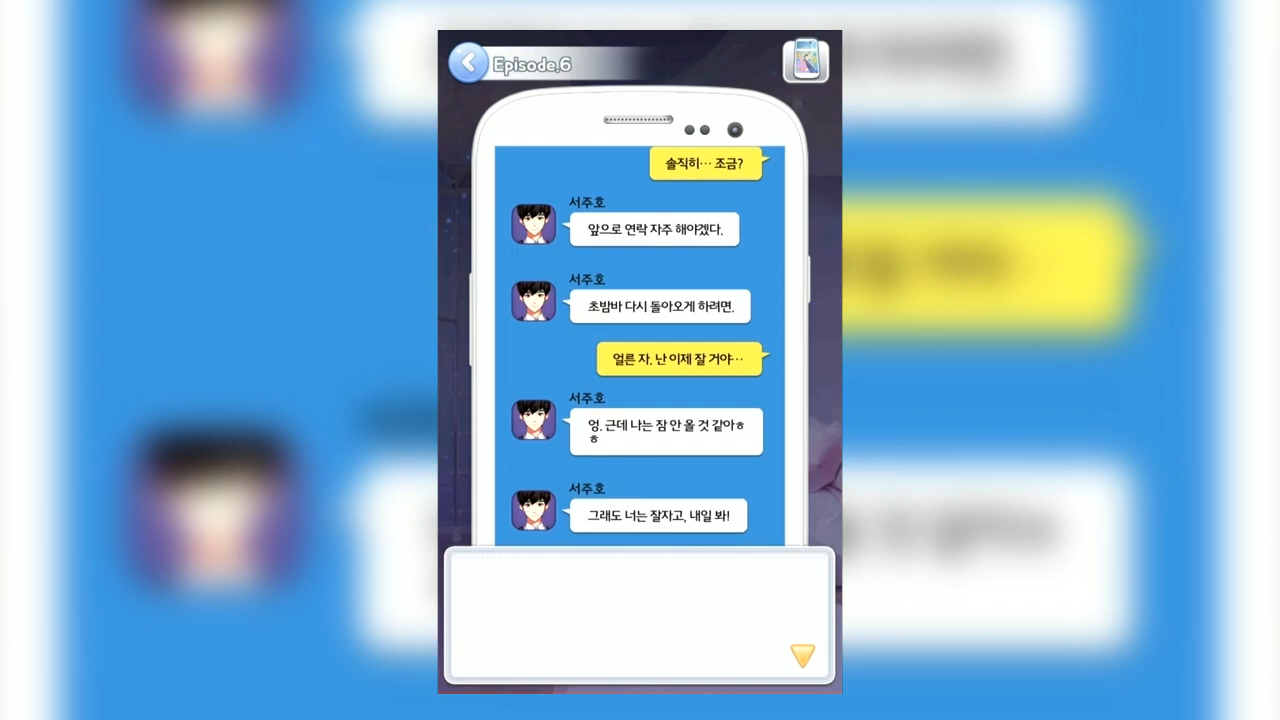 Episode.6
솔직히… 조금?
서주호
앞으로 연락 자주 해야겠다.
서주호
초밤바 다시 돌아오게 하려면.
얼른 자. 난 이제 잘 거야…
서주호
엉. 근데 나는 잠 안 올 것 같아ㅎ
ㅎ
서주호
그래도 너는 잘자고, 내일 봐!